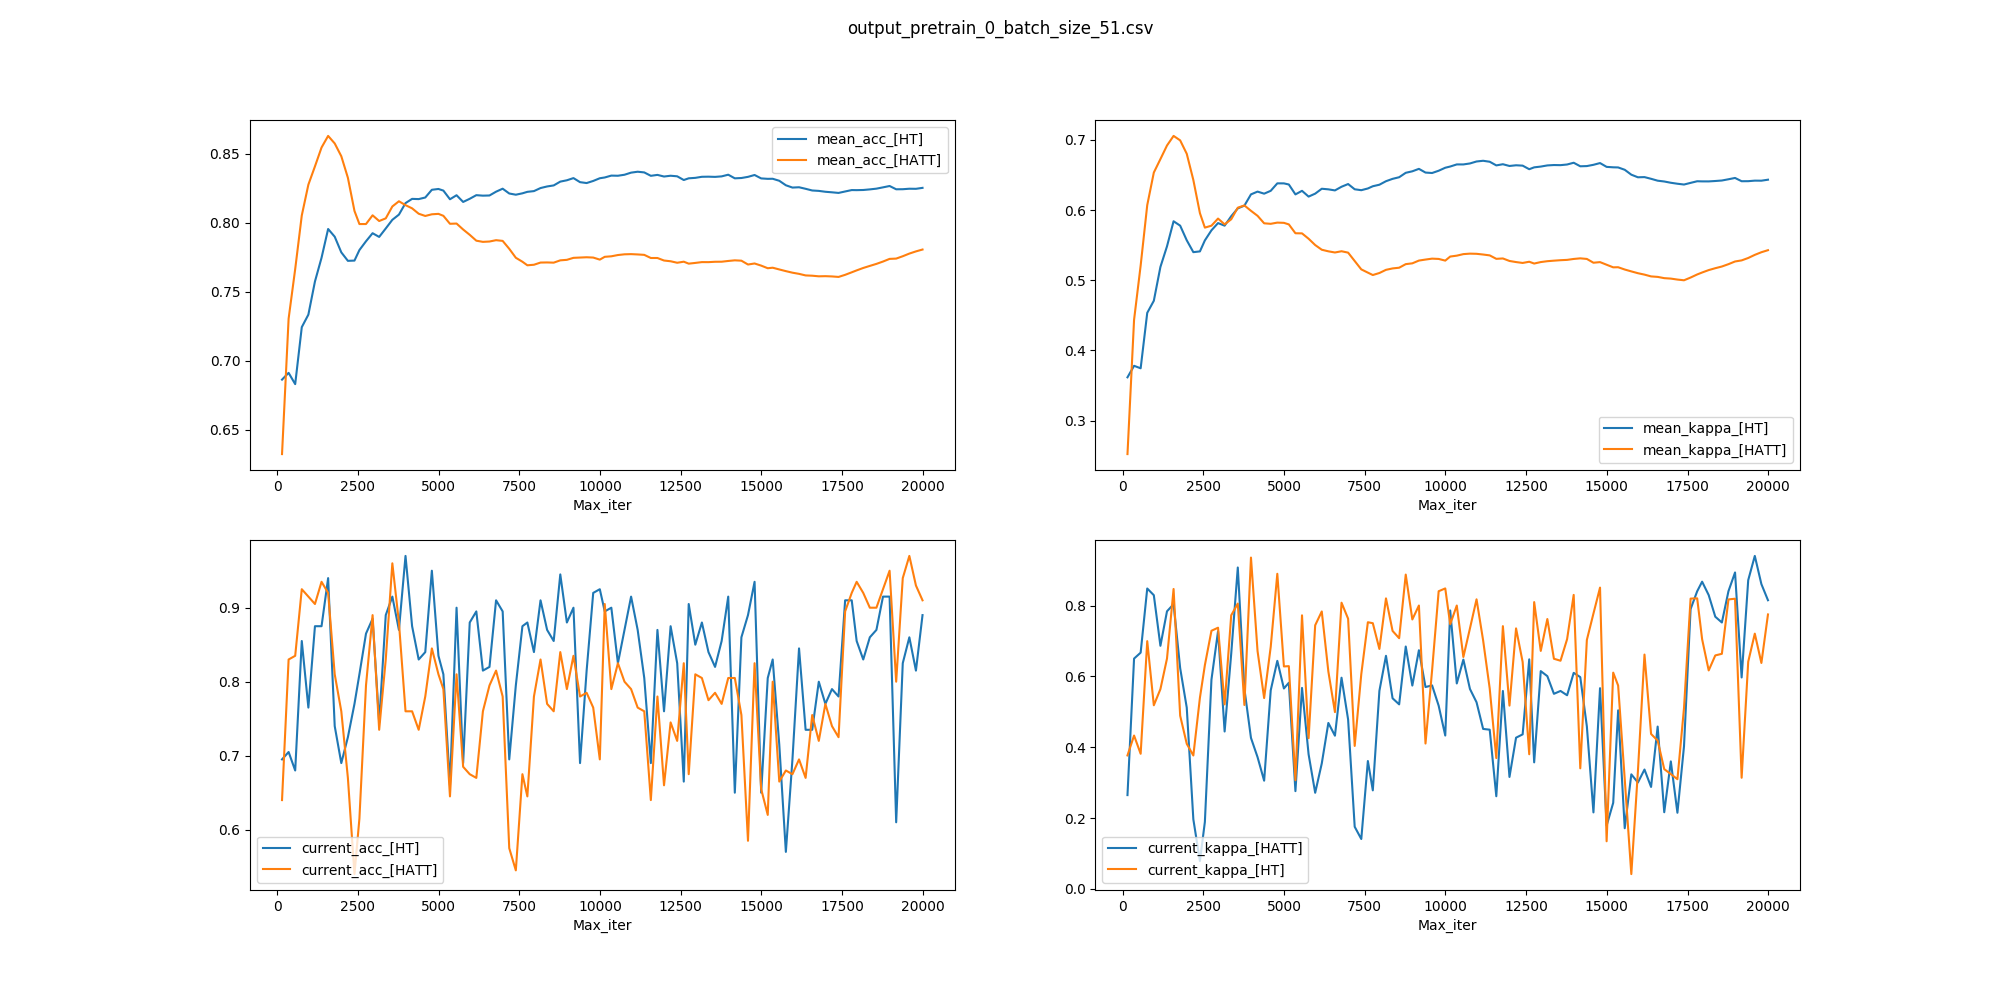 output_pretrain_0_batch_size_51.csv
mean_acc_[HT]
mean_acc_[HATT]
0.85
0.80
0.75
0.70
0.65
0 2500 5000 7500 10000 12500 15000 17500 20000
Max_iter
0.7
0.6
0.5
0.4
0.3
mean_kappa_[HT]
mean_kappa_[HATT]
0 2500 5000 7500 10000 12500 15000 17500 20000
Max_iter
0.9
0.8
0.7
0.6
current_acc_[HT]
current_acc_[HATT]
0 2500 5000 7500 10000 12500 15000 17500 20000
Max_iter
0.8
0.6
0.4
0.2
0.0
current_kappa_[HATT]
current_kappa_[HT]
0 2500 5000 7500 10000 12500 15000 17500 20000
Max_iter